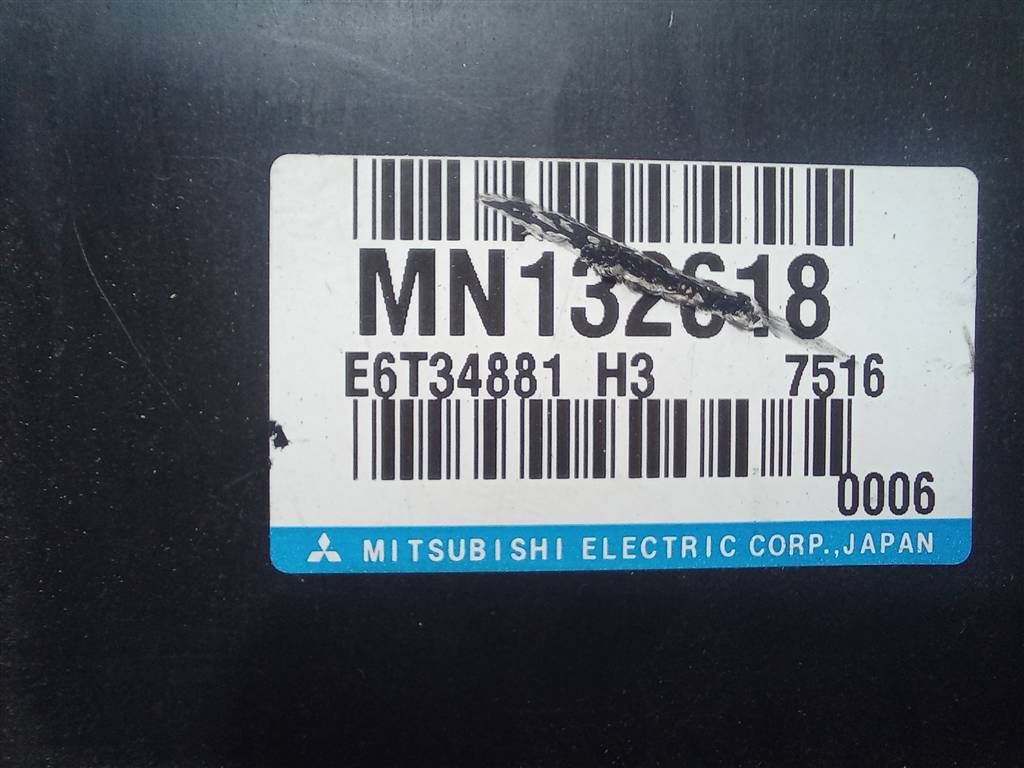 MN132618
E6T34881 H3 7516
0006
MITSUBISHI ELECTRIC CORP.,JAPAN